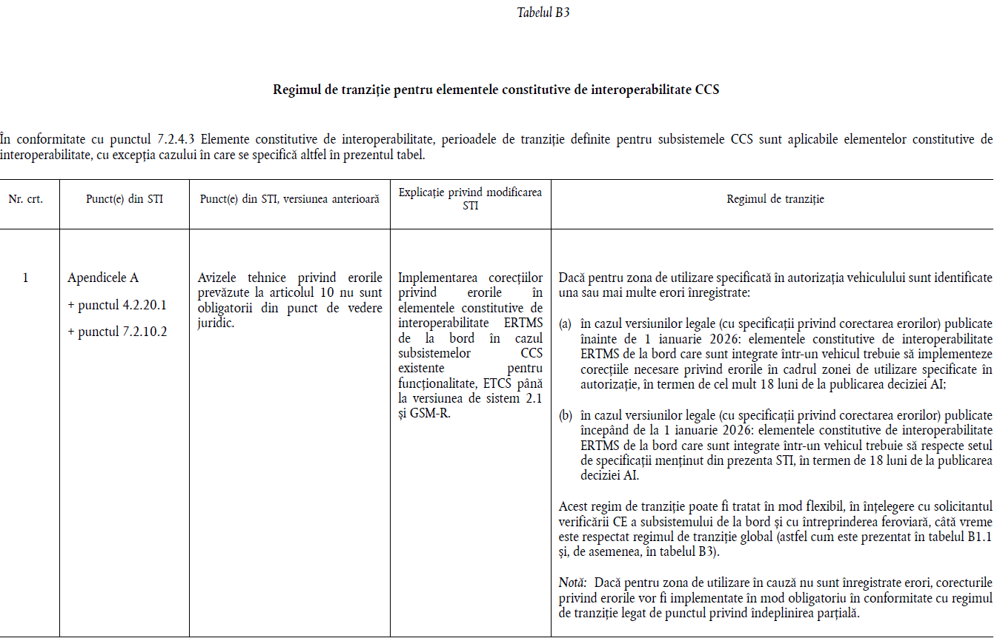 Tabelul B3
Regimul de tranziție pentru elementele constitutive de interoperabilitate CCS
În conformitate cu punctul 7.2.4.3 Elemente constitutive de interoperabilitate, perioadele de tranziție definite pentru subsistemele CCS sunt aplicabile elementelor constitutive de
interoperabilitate, cu excepția cazului în care se specifică altfel în prezentul tabel.
Nr. crt.
Punct(e) din STI
Punct(e) din STI, versiunea anterioară
Explicație privind modificarea
STI
Regimul de tranziție
1
Apendicele A
+ punctul 4.2.20.1
+ punctul 7.2.10.2
Avizele tehnice privind erorile
prevăzute la articolul 10 nu sunt
obligatorii din punct de vedere
juridic.
Implementarea corecțiilor
privind erorile în
elementele constitutive de
interoperabilitate ERTMS
de la bord în cazul
subsistemelor CCS
existente pentru
funcționalitate, ETCS până
la versiunea de sistem 2.1
și GSM-R.
Dacă pentru zona de utilizare specificată în autorizația vehiculului sunt identificate
una sau mai multe erori înregistrate:
(a) în cazul versiunilor legale (cu specificații privind corectarea erorilor) publicate
înainte de 1 ianuarie 2026: elementele constitutive de interoperabilitate
ERTMS de la bord care sunt integrate într-un vehicul trebuie să implementeze
corecțiile necesare privind erorile în cadrul zonei de utilizare specificate în
autorizație, în termen de cel mult 18 luni de la publicarea deciziei AI;
(b) în cazul versiunilor legale (cu specificații privind corectarea erorilor) publicate
începând de la 1 ianuarie 2026: elementele constitutive de interoperabilitate
ERTMS de la bord care sunt integrate într-un vehicul trebuie să respecte setul
de specificații menținut din prezenta STI, în termen de 18 luni de la publicarea
deciziei AI.
Acest regim de tranziție poate fi tratat în mod flexibil, în înțelegere cu solicitantul
verificării CE a subsistemului de la bord și cu întreprinderea feroviară, câtă vreme
este respectat regimul de tranziție global (astfel cum este prezentat în tabelul B1.1
și, de asemenea, în tabelul B3).
Notă: Dacă pentru zona de utilizare în cauză nu sunt înregistrate erori, corecturile
privind erorile vor fi implementate în mod obligatoriu în conformitate cu regimul
de tranziție legat de punctul privind îndeplinirea parțială.